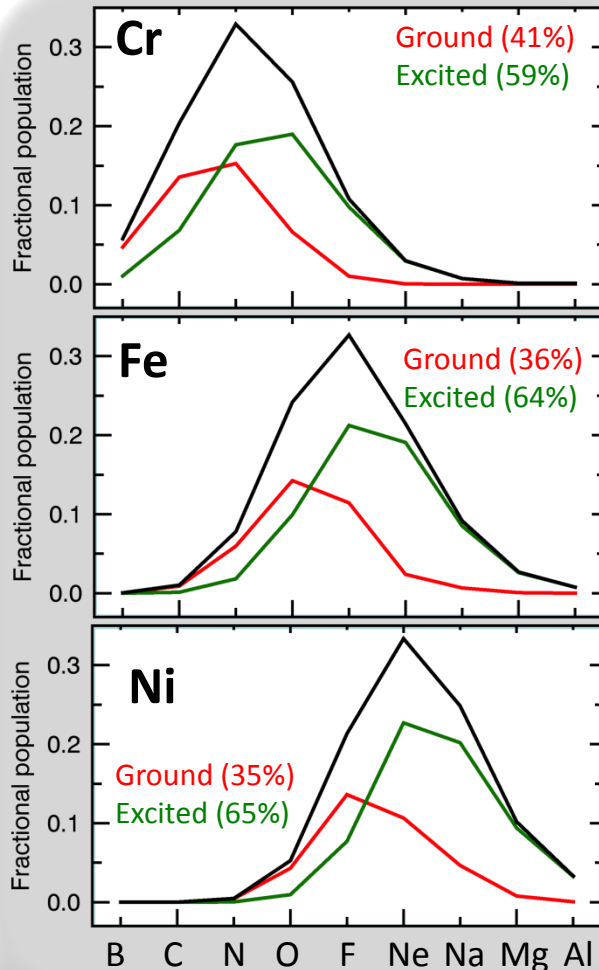 Cr
Ground (41%)
Excited (59%)
Fractional population
0.3
0.2
0.1
0.0
Fe
Ground (36%)
Excited (64%)
Fractional population
0.3
0.2
0.1
0.0
Ni
Ground (35%)
Excited (65%)
Fractional population
0.3
0.2
0.1
0.0
B C N O F Ne Na Mg Al